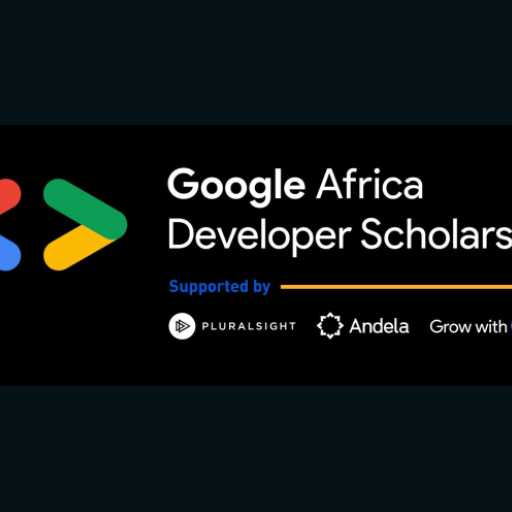 Google Africa
Developer Scholars
Supported by
PLURALSIGHT
Andela
Grow with